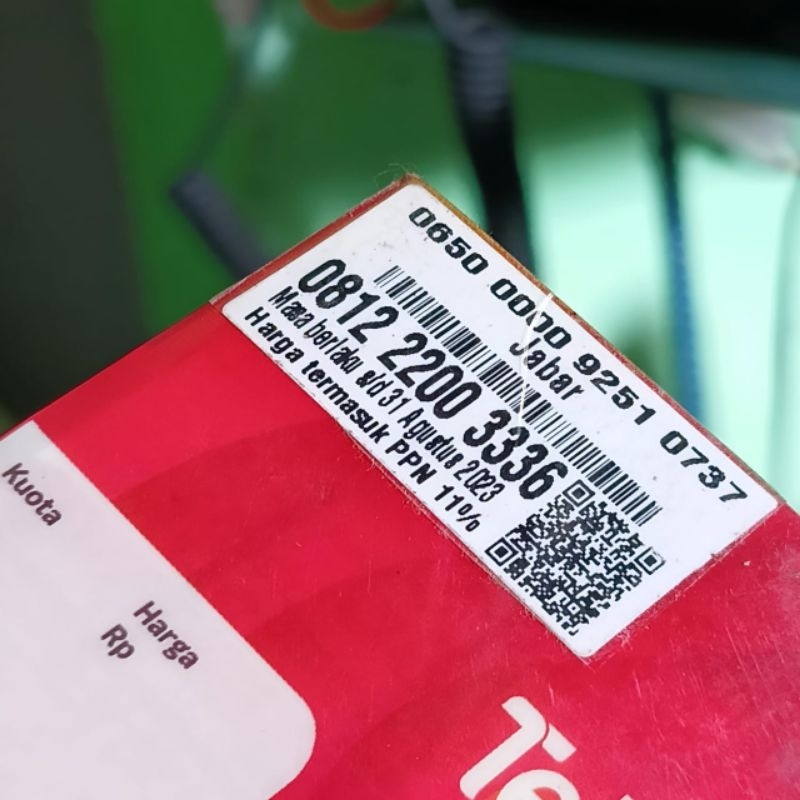 0650 0000 9251 0737
Jabar
0812 2200 3336
Masa berlaku s/d 31 Agustus 2023
Harga termasuk PPN 11%
Kuota
Harga
Rp
Tel